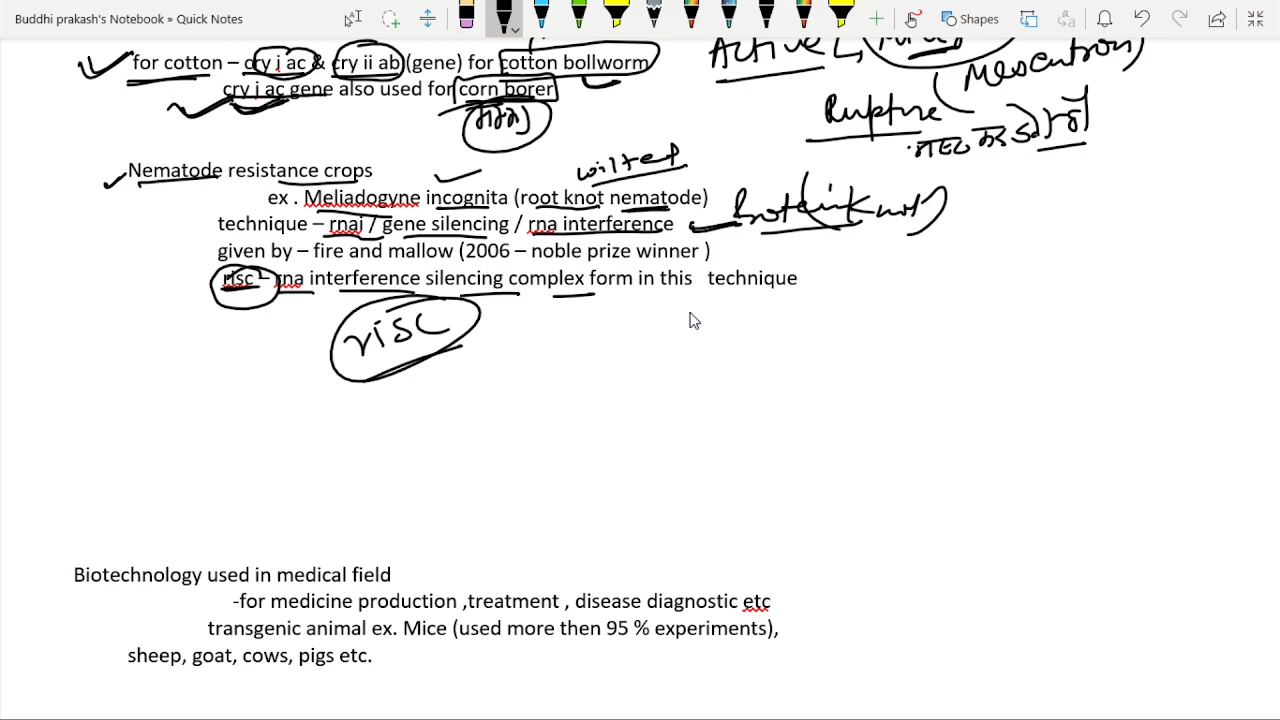 Buddhi prakash's Notebook » Quick Notes
Shapes
for cotton – cry i ac & cry ii ab (gene) for cotton bollworm
Active
Mesentron)
cry i ac gene also used for corn borer
Rupture
Nematode resistance crops
wilted
ex . Meliadogyne incognita (root knot nematode)
technique – rnai / gene silencing / rna interference
given by – fire and mallow (2006 – noble prize winner )
risc – rna interference silencing complex form in this technique
risc
Biotechnology used in medical field
-for medicine production ,treatment , disease diagnostic etc
transgenic animal ex. Mice (used more then 95 % experiments),
sheep, goat, cows, pigs etc.